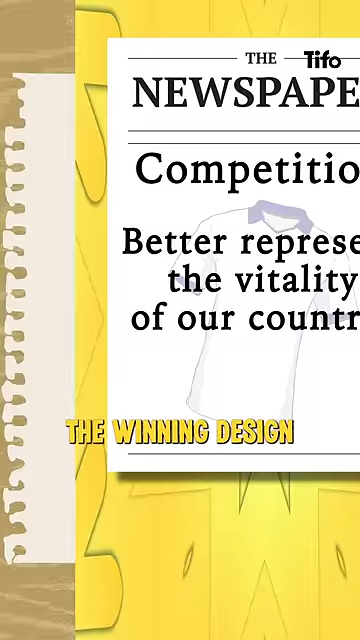 THE
Tifo
NEWSPAPE
Competitio
Better represe
the vitality
of our countr
THE WINNING DESIGN